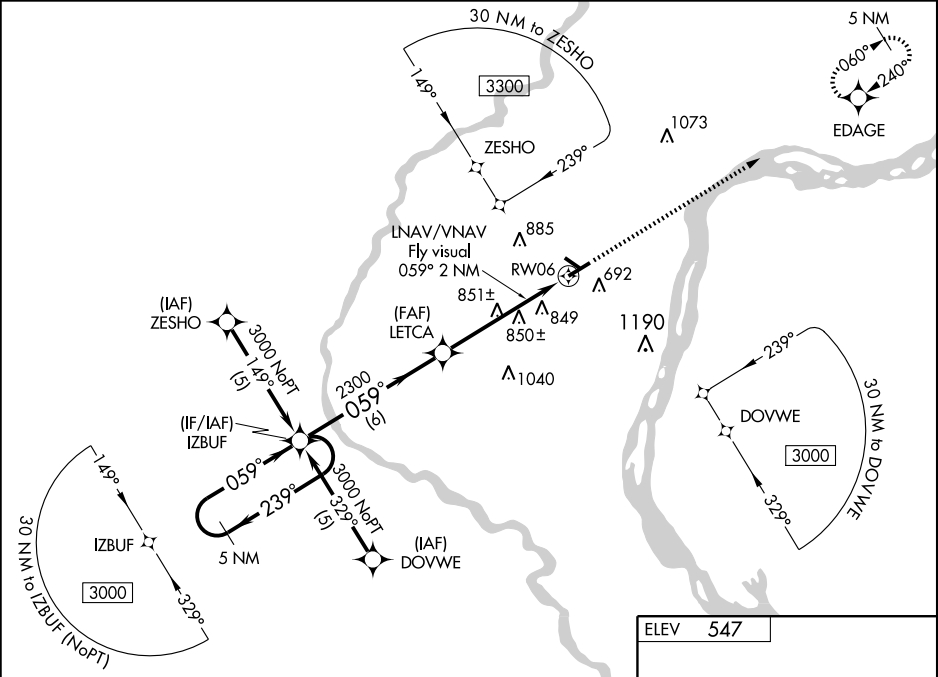 30 NM to ZESHO
149°
3300
ZESHO
239°
5 NM
060°
240°
EDAGE
1073
885
LNAV/VNAV
Fly visual
059° 2 NM
RW06
692
851±
849
850±
1190
1040
(FAF)
LETCA
(IAF)
ZESHO
3000 NoPT
149°
(5)
2300
059°
(6)
(IF/IAF)
IZBUF
059°
239°
5 NM
3000 NoPT
329°
(5)
(IAF)
DOVWE
149°
IZBUF
3000
329°
30 NM to IZBUF (NoPT)
239°
DOVWE
3000
329°
30 NM to DOVWE
ELEV 547